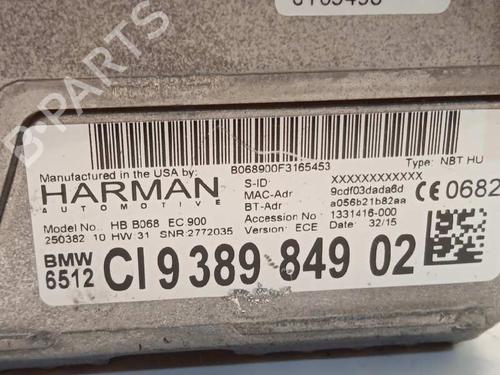 B068900F3165453
Type: NBT HU
Manufactured in the USA by:
HARMAN
AUTOMOTIVE
S-ID XXXXXXXXXXXXX
MAC-Adr 9cdf03dada6d
BT-Adr a056b21b82aa
CE 0682
Model No.: HB B068 EC.900
Accession No: 1331416-000
250382 10 HW:31 SNR:2772035
Version: ECE Date: 32/15
BMW
6512 CI 9 389 849 02